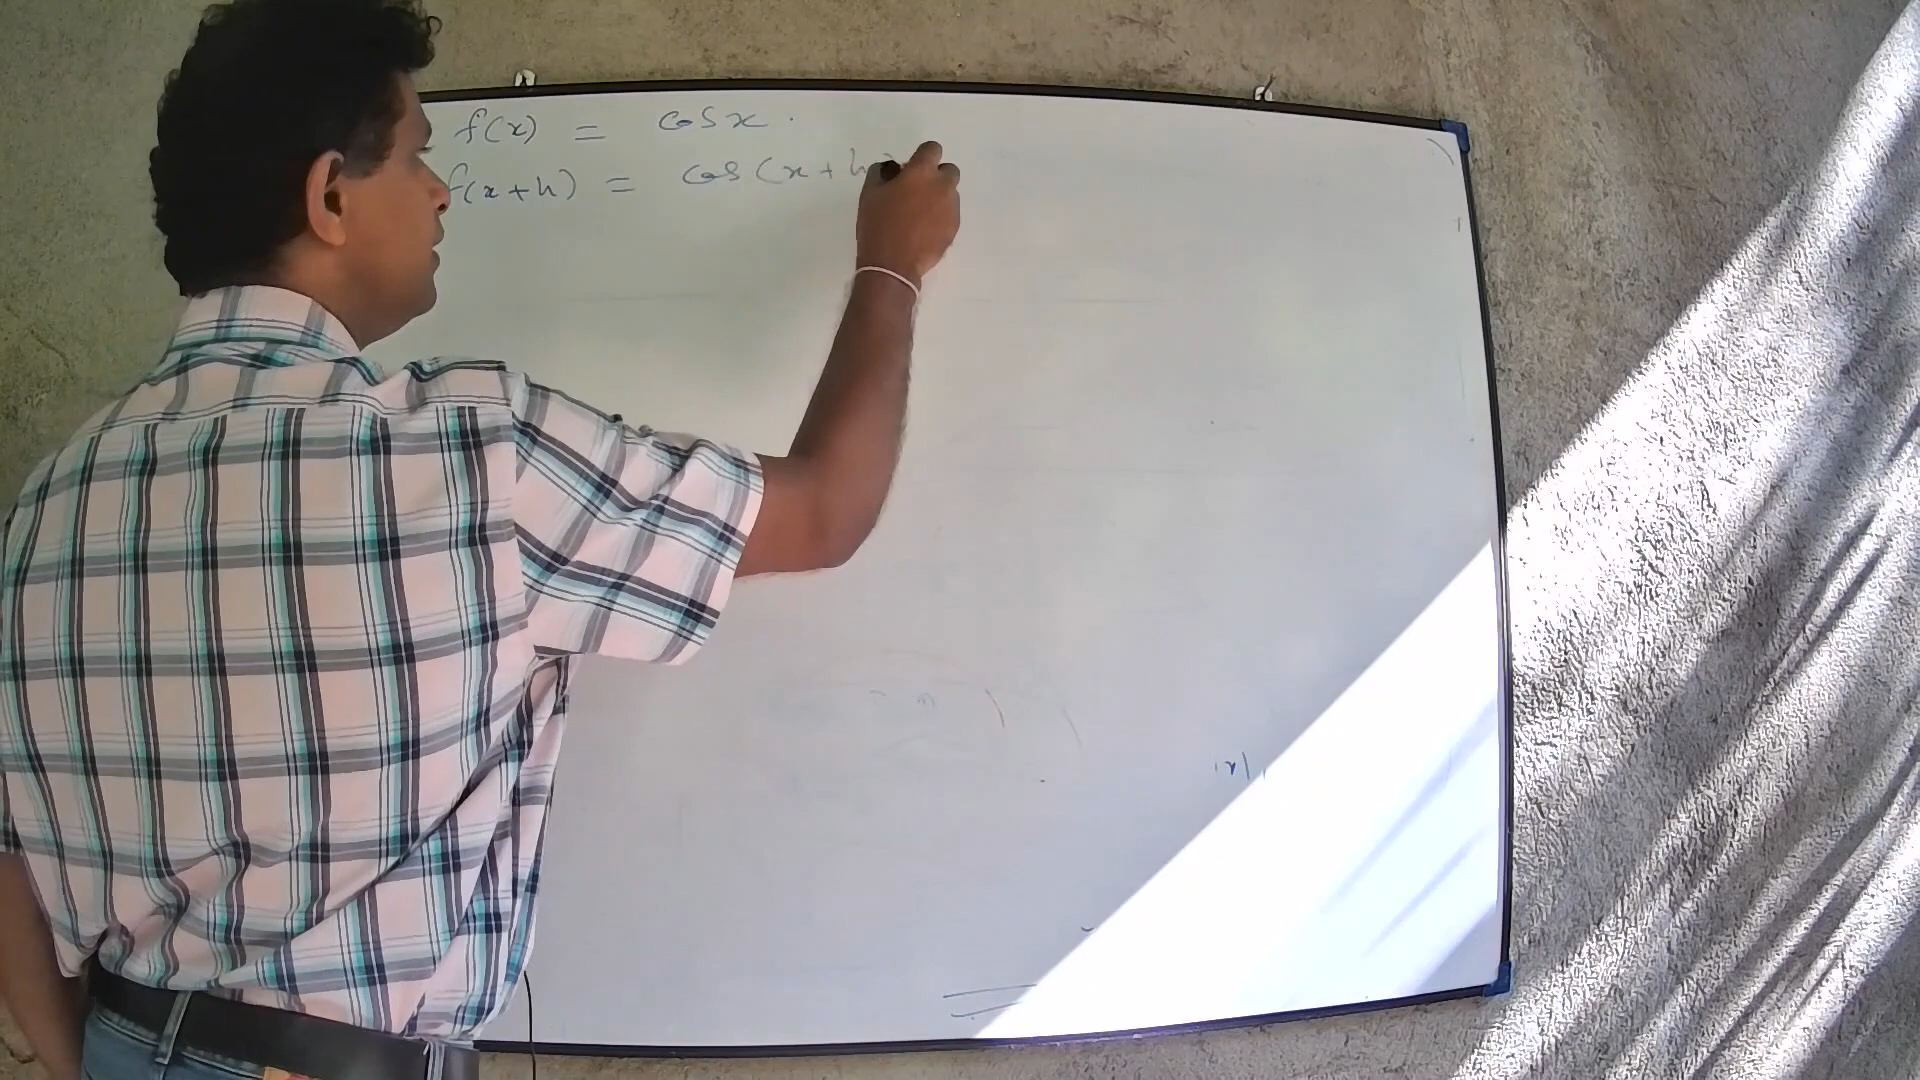 f(x) = cos x.
f(x+h) = cos(x+h)